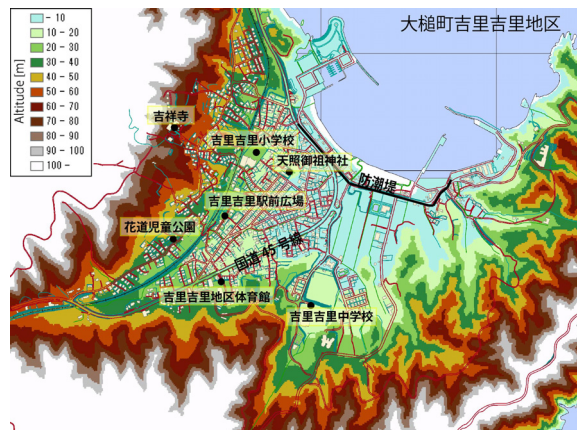 大槌町吉里吉里地区
Altitude [m]
- 10
10 - 20
20 - 30
30 - 40
40 - 50
50 - 60
60 - 70
70 - 80
80 - 90
90 - 100
100 -
吉祥寺
吉里吉里小学校
天照御祖神社
防潮堤
吉里吉里駅前広場
花道児童公園
国道45号線
吉里吉里地区体育館
吉里吉里中学校